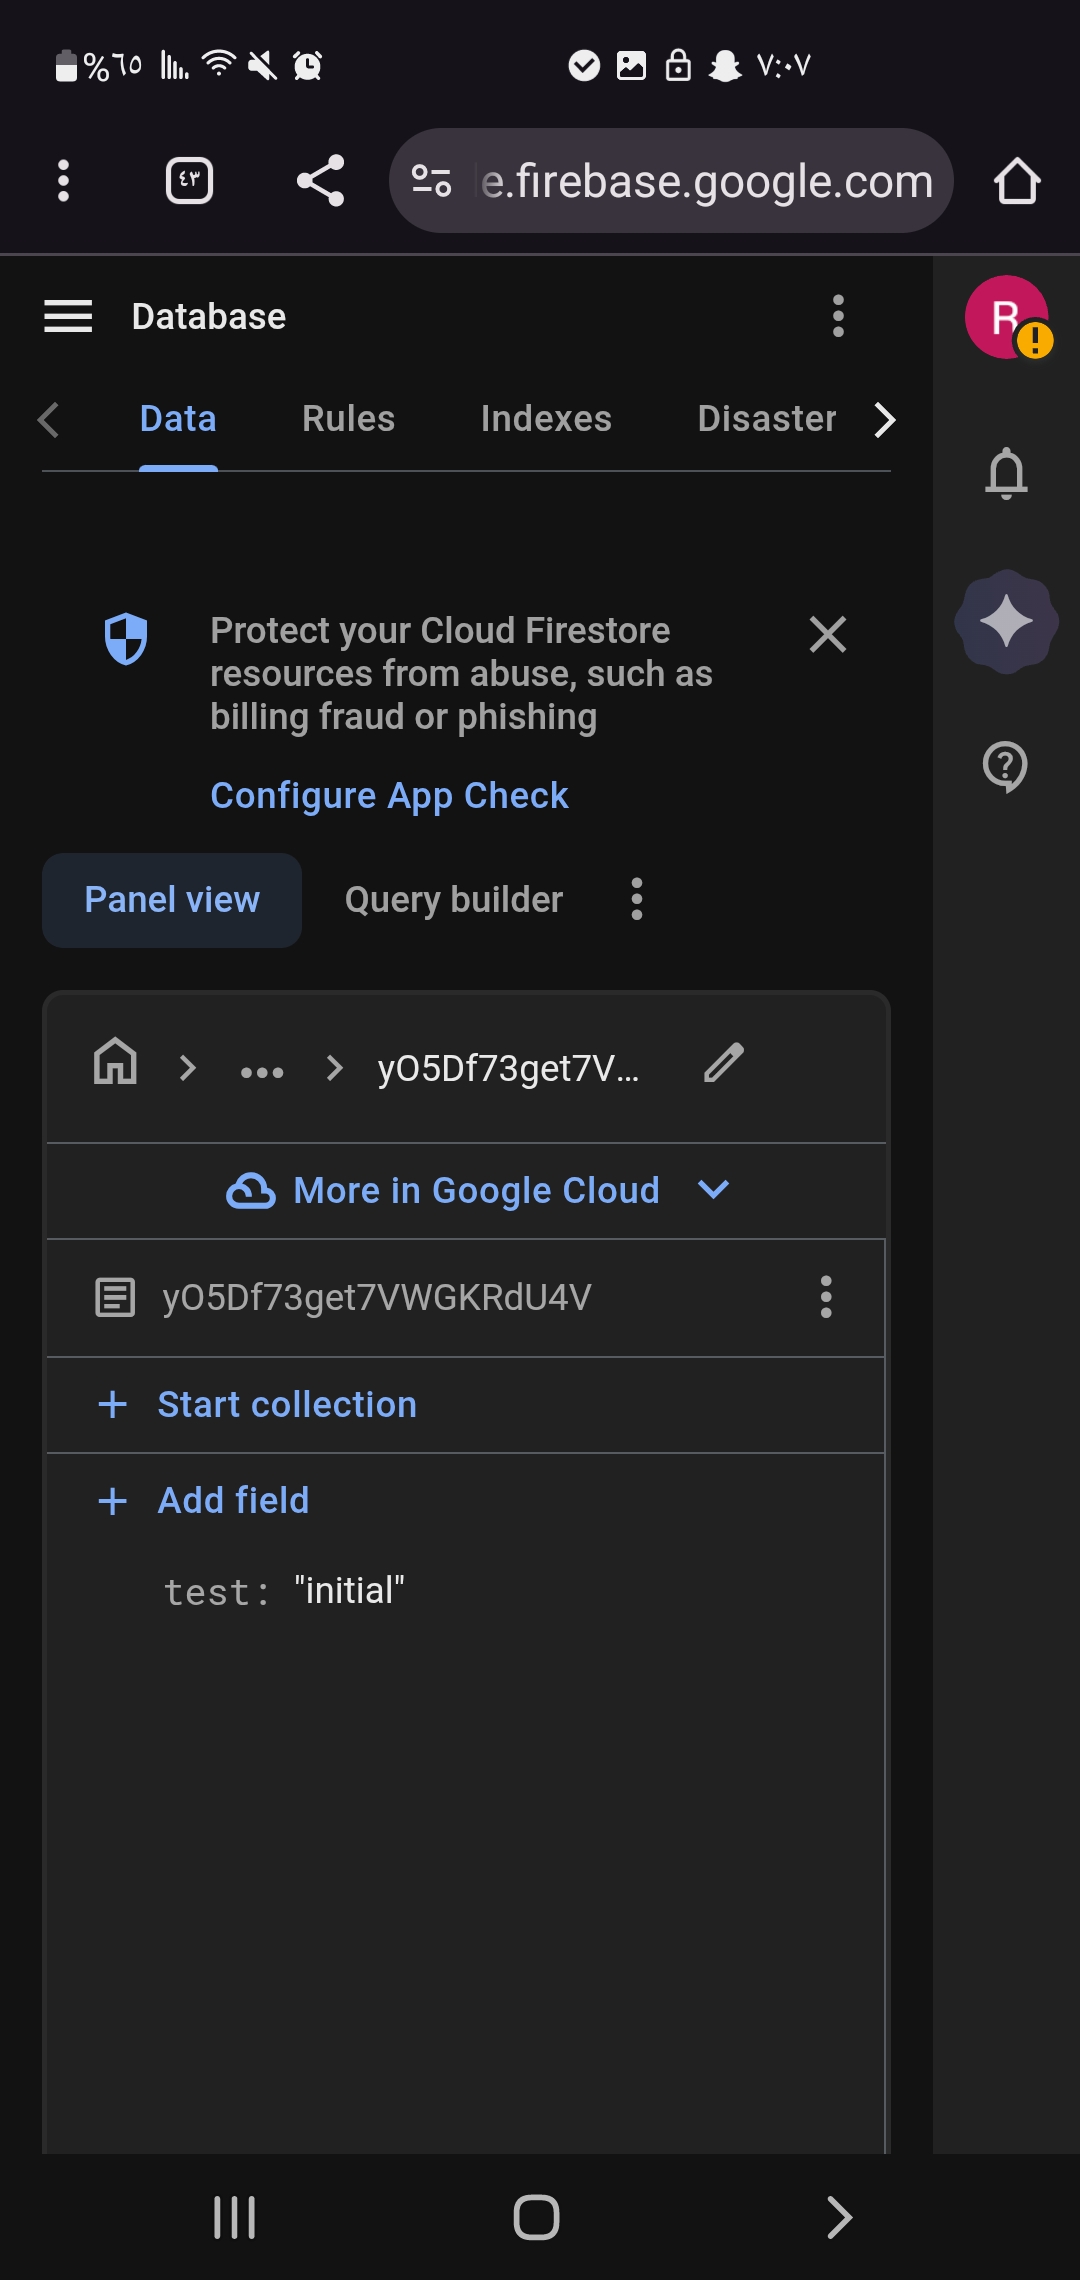 %٦٥
٧:٠٧
٤٣
e.firebase.google.com
Database
R
Data Rules Indexes Disaster
Protect your Cloud Firestore
resources from abuse, such as
billing fraud or phishing
Configure App Check
Panel view Query builder
yO5Df73get7V...
More in Google Cloud
yO5Df73get7VWGKRdU4V
+ Start collection
+ Add field
test: "initial"